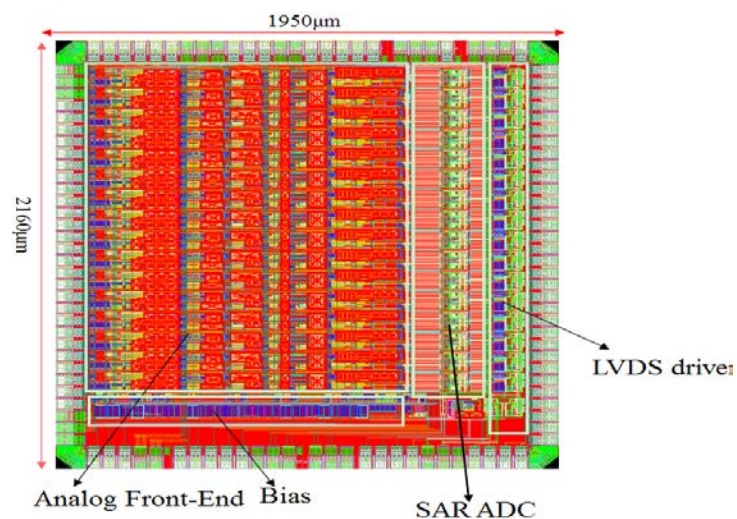 1950μm
2160μm
LVDS driver
Analog Front-End
Bias
SAR ADC